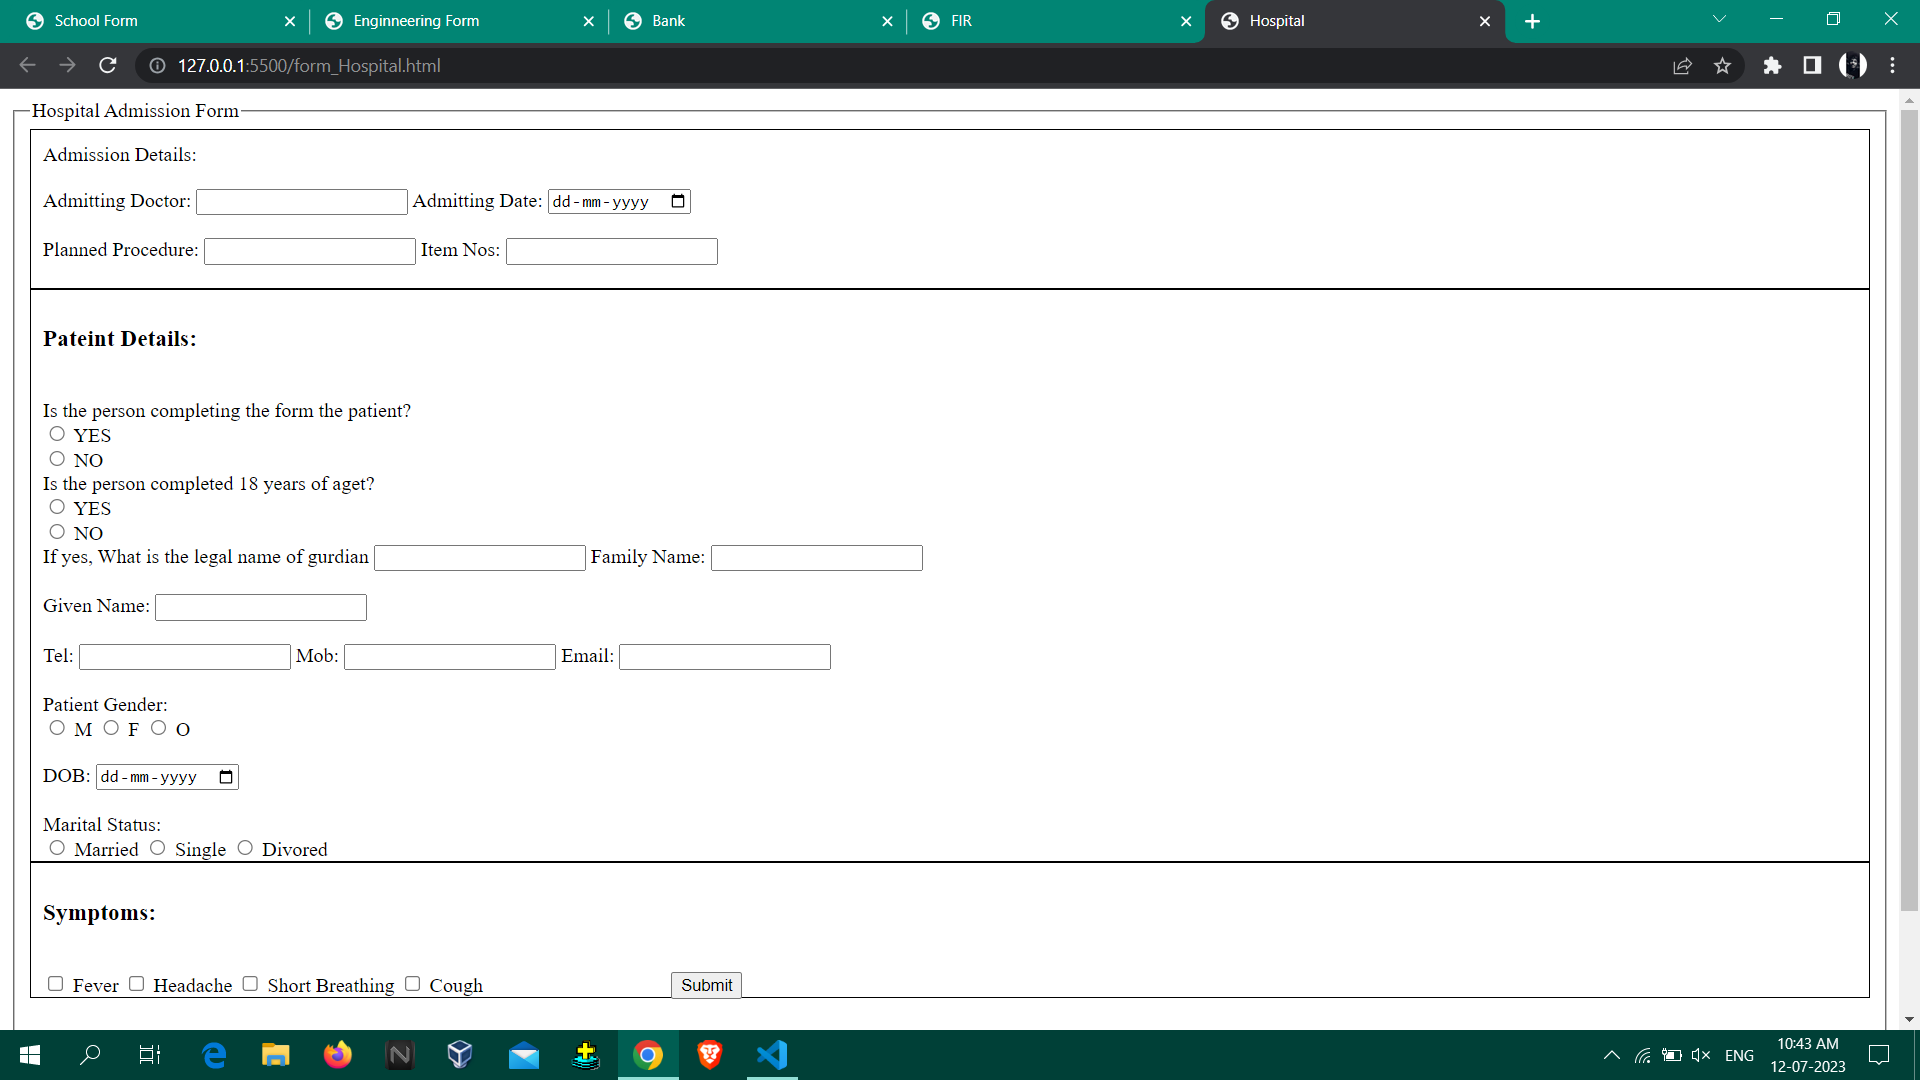 School Form
Enginneering Form
Bank
FIR
Hospital
127.0.0.1:5500/form_Hospital.html
Hospital Admission Form
Admission Details:
Admitting Doctor: Admitting Date: dd-mm-yyyy
Planned Procedure: Item Nos:
Pateint Details:
Is the person completing the form the patient?
YES
NO
Is the person completed 18 years of aget?
YES
NO
If yes, What is the legal name of gurdian Family Name:
Given Name:
Tel: Mob: Email:
Patient Gender:
M F O
DOB: dd-mm-yyyy
Marital Status:
Married Single Divored
Symptoms:
Fever Headache Short Breathing Cough Submit
ENG
10:43 AM
12-07-2023